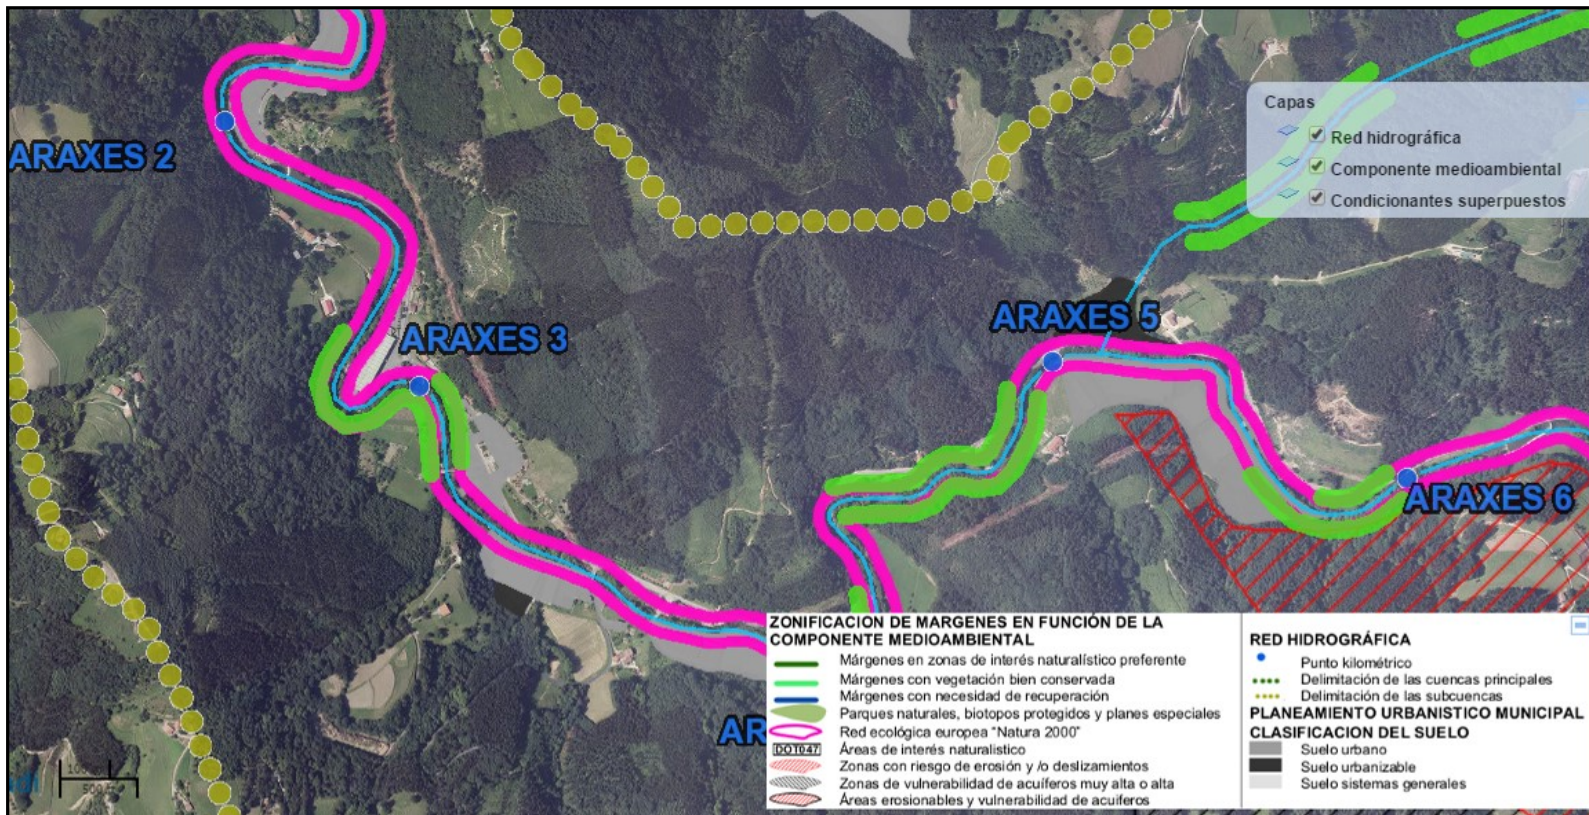 Capas
Red hidrográfica
Componente medioambiental
Condicionantes superpuestos
ARAXES 2
ARAXES 3
ARAXES 5
ARAXES 6
ZONIFICACION DE MARGENES EN FUNCIÓN DE LA
COMPONENTE MEDIOAMBIENTAL
Márgenes en zonas de interés naturalístico preferente
Márgenes con vegetación bien conservada
Márgenes con necesidad de recuperación
Parques naturales, biotopos protegidos y planes especiales
Red ecológica europea "Natura 2000"
DOT047 Áreas de interés naturalistico
Zonas con riesgo de erosión y /o deslizamientos
Zonas de vulnerabilidad de acuíferos muy alta o alta
Áreas erosionables y vulnerabilidad de acuiferos
RED HIDROGRÁFICA
Punto kilométrico
Delimitación de las cuencas principales
Delimitación de las subcuencas
PLANEAMIENTO URBANISTICO MUNICIPAL
CLASIFICACION DEL SUELO
Suelo urbano
Suelo urbanizable
Suelo sistemas generales